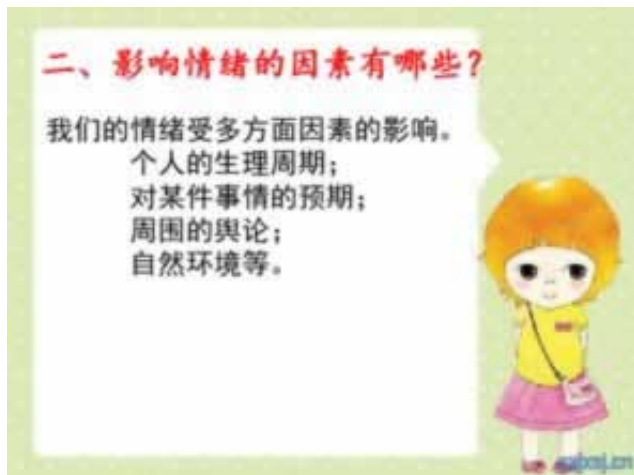 二、影响情绪的因素有哪些?
我们的情绪受多方面因素的影响。
个人的生理周期;
对某件事情的预期;
周围的舆论;
自然环境等。